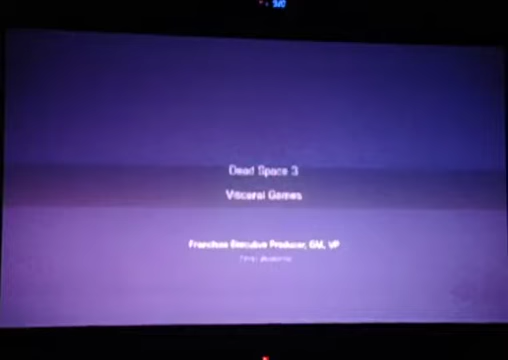 Dead Space 3
Visceral Games
Franchise Executive Producer, GM, VP